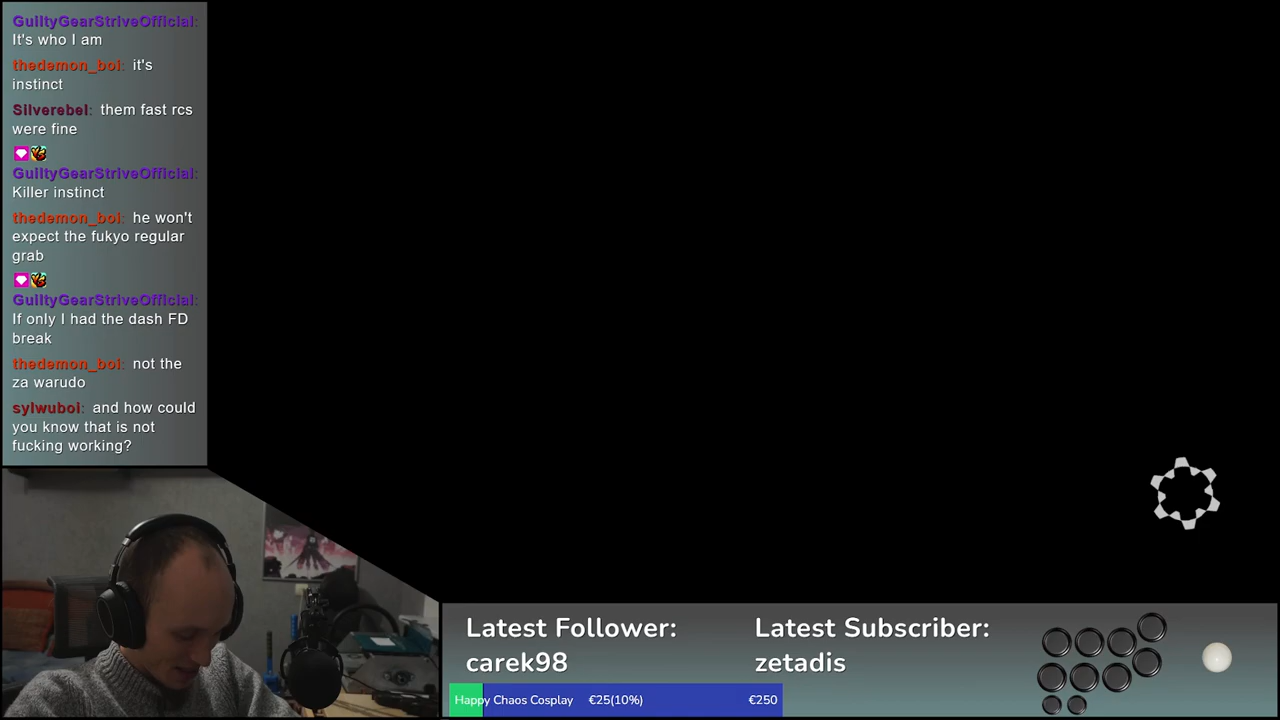 GuiltyGearStriveOfficial:
It's who I am
thedemon_boi: it's
instinct
Silverebel: them fast rcs
were fine
GuiltyGearStriveOfficial:
Killer instinct
thedemon_boi: he won't
expect the fukyo regular
grab
GuiltyGearStriveOfficial:
If only I had the dash FD
break
thedemon_boi: not the
za warudo
sylwuboi: and how could
you know that is not
fucking working?
Latest Follower:
carek98
Latest Subscriber:
zetadis
Happy Chaos Cosplay €25(10%) €250